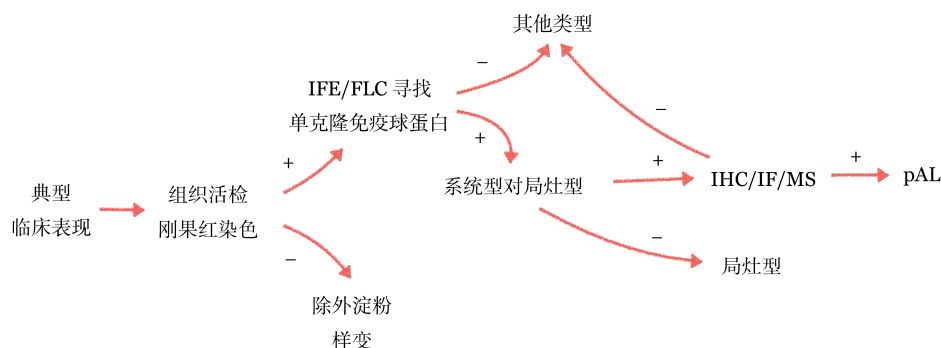 其他类型
−
IFE/FLC 寻找
单克隆免疫球蛋白
+
−
+
典型
临床表现
组织活检
刚果红染色
+
−
系统型对局灶型
+
IHC/IF/MS
+
pAL
−
局灶型
除外淀粉
样变